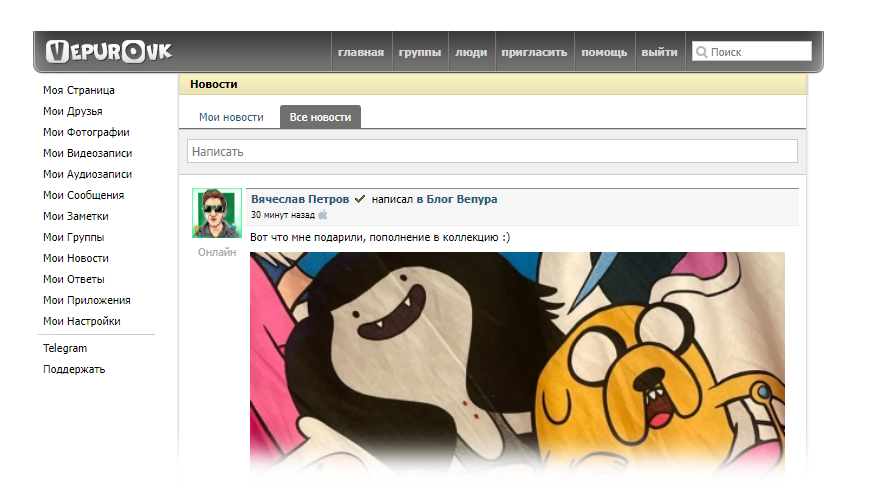 VEPUROVK
главная группы люди пригласить помощь выйти Поиск
Моя Страница
Мои Друзья
Мои Фотографии
Мои Видеозаписи
Мои Аудиозаписи
Мои Сообщения
Мои Заметки
Мои Группы
Мои Новости
Мои Ответы
Мои Приложения
Мои Настройки
Telegram
Поддержать
Новости
Мои новости Все новости
Написать
Вячеслав Петров написал в Блог Вепура
30 минут назад
Онлайн
Вот что мне подарили, пополнение в коллекцию :)